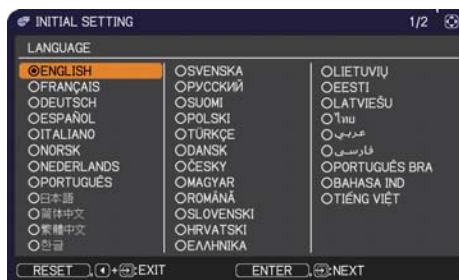 INITIAL SETTING 1/2
LANGUAGE
ENGLISH
FRANÇAIS
DEUTSCH
ESPAÑOL
ITALIANO
NORSK
NEDERLANDS
PORTUGUÊS
日本語
简体中文
繁體中文
한글
SVENSKA
РУССКИЙ
SUOMI
POLSKI
TÜRKÇE
DANSK
ČESKY
MAGYAR
ROMÂNĂ
SLOVENSKI
HRVATSKI
ΕΛΛΗΝΙΚΑ
LIETUVIŲ
EESTI
LATVIEŠU
ไทย
عربي
فارسی
PORTUGUÊS BRA
BAHASA IND
TIẾNG VIỆT
RESET , + :EXIT ENTER , :NEXT